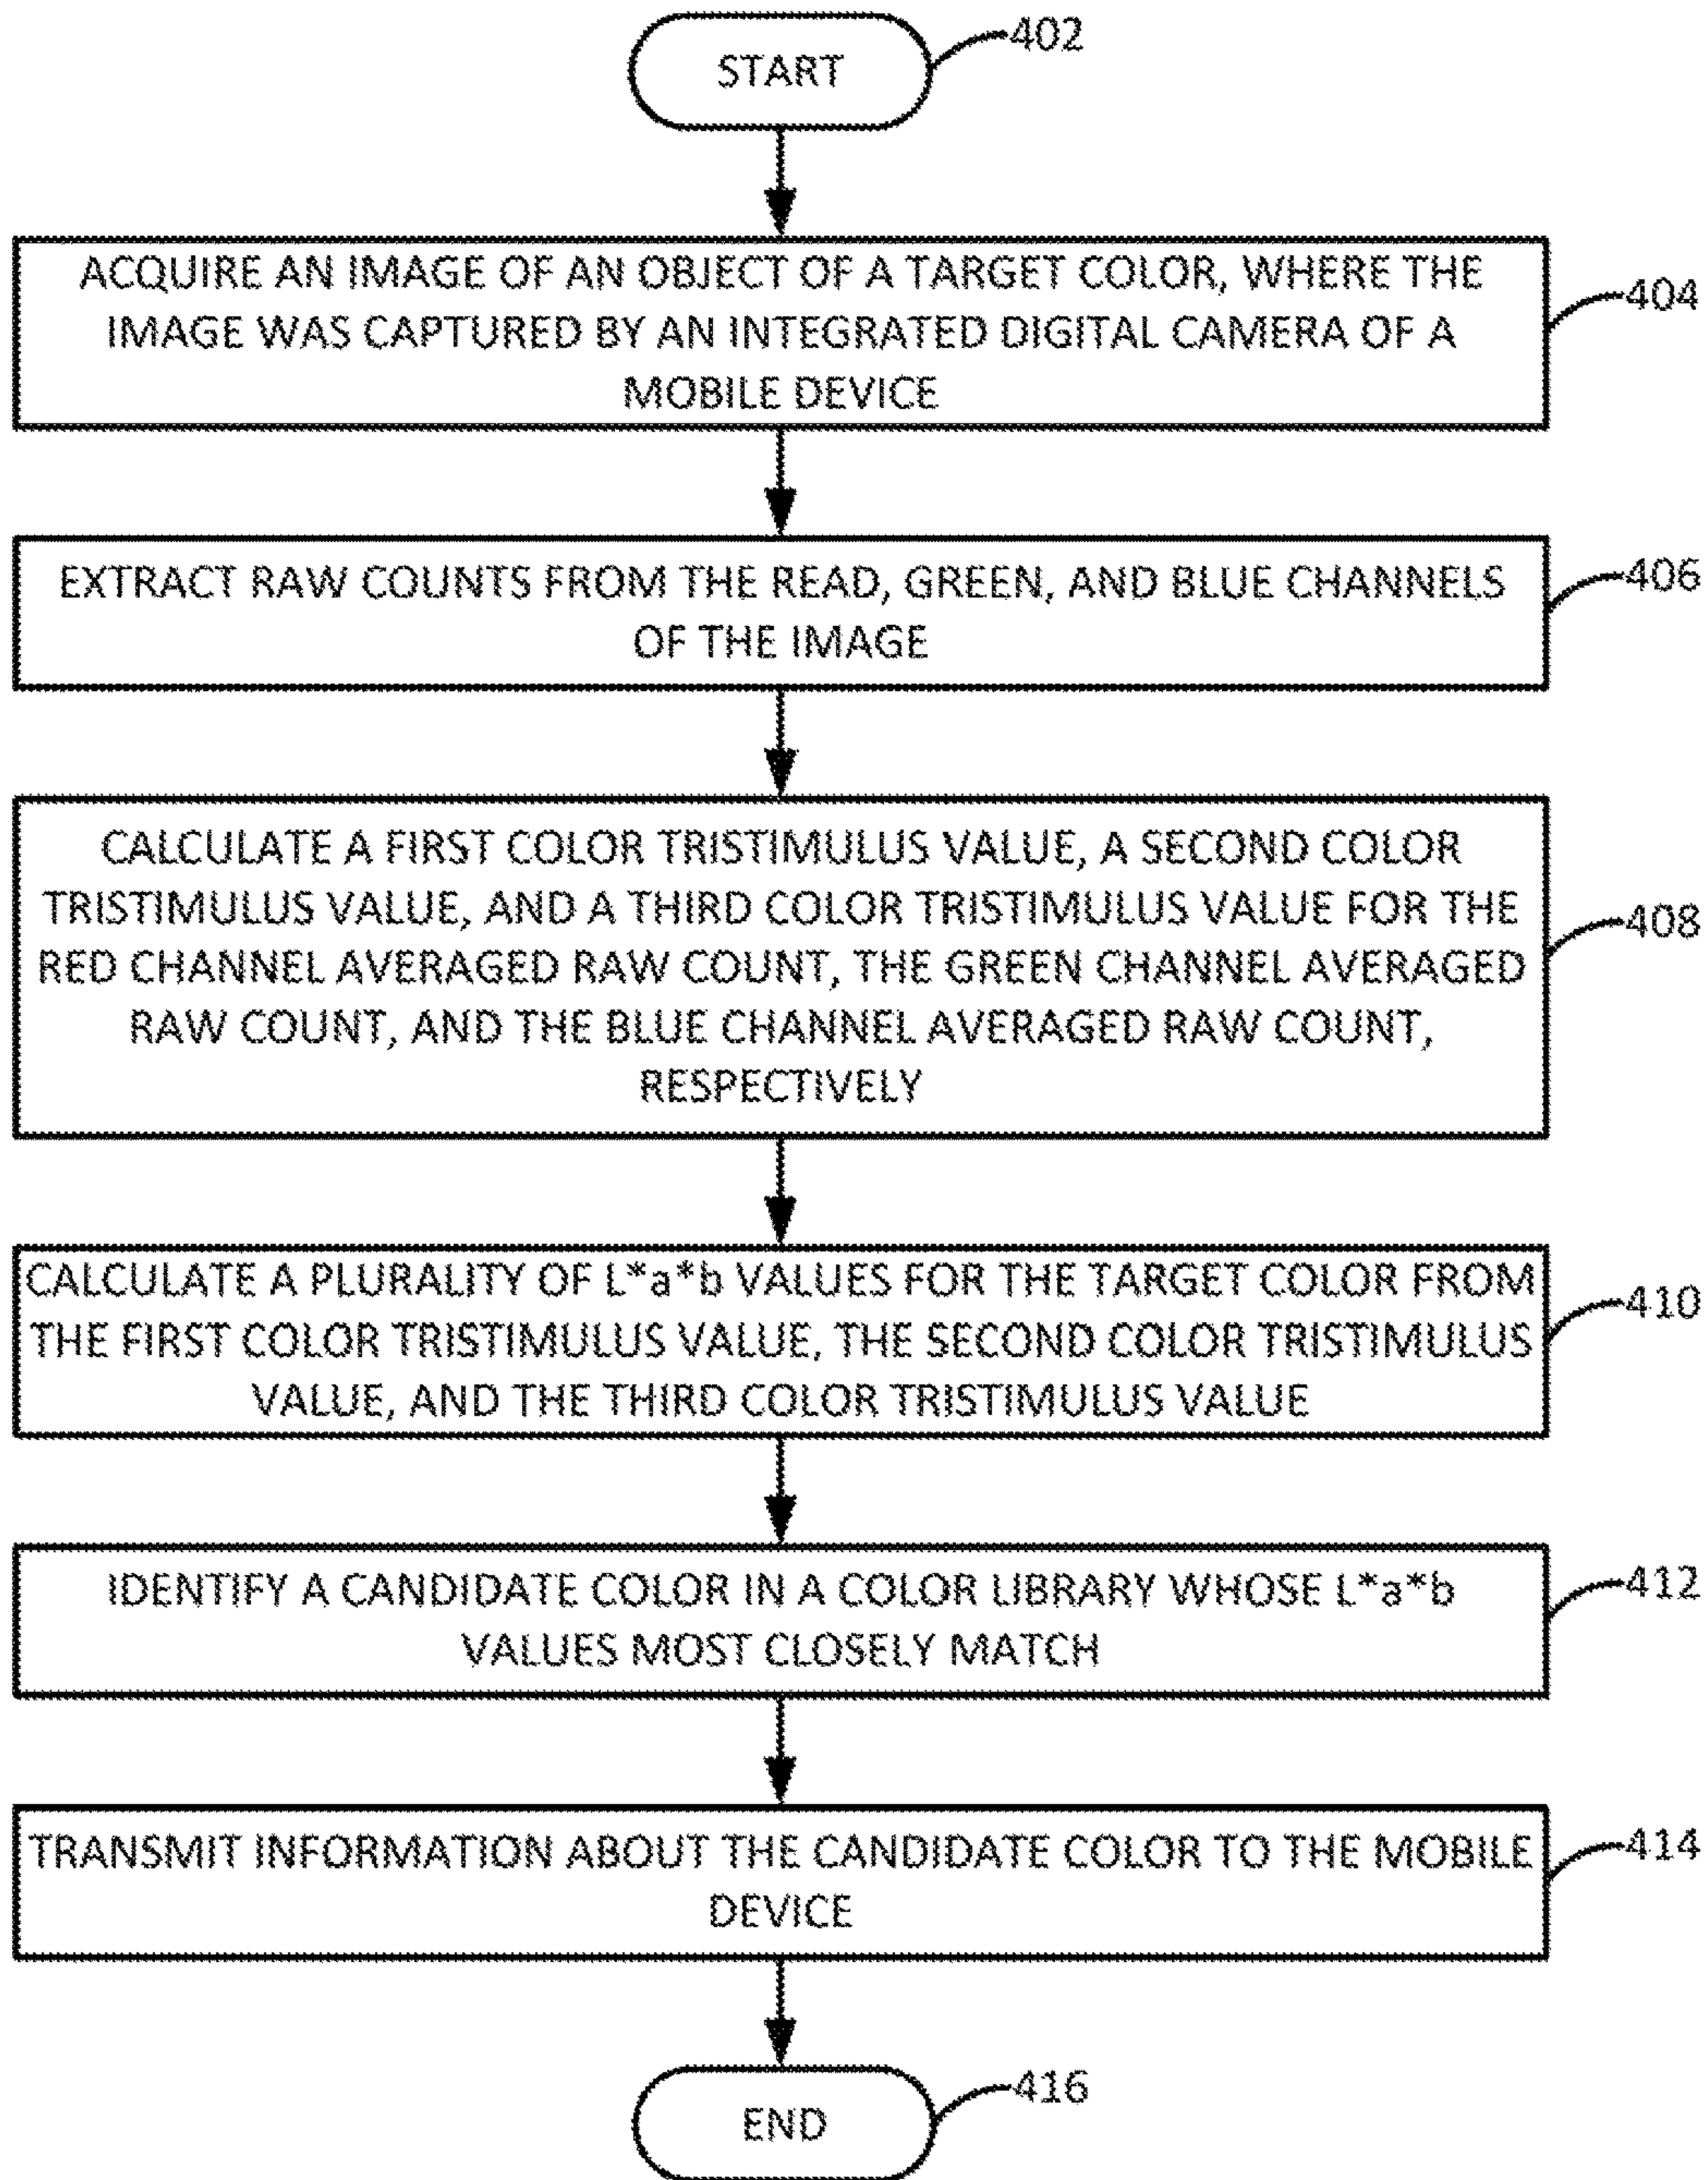 START
402
ACQUIRE AN IMAGE OF AN OBJECT OF A TARGET COLOR, WHERE THE
IMAGE WAS CAPTURED BY AN INTEGRATED DIGITAL CAMERA OF A
MOBILE DEVICE
404
EXTRACT RAW COUNTS FROM THE READ, GREEN, AND BLUE CHANNELS
OF THE IMAGE
406
CALCULATE A FIRST COLOR TRISTIMULUS VALUE, A SECOND COLOR
TRISTIMULUS VALUE, AND A THIRD COLOR TRISTIMULUS VALUE FOR THE
RED CHANNEL AVERAGED RAW COUNT, THE GREEN CHANNEL AVERAGED
RAW COUNT, AND THE BLUE CHANNEL AVERAGED RAW COUNT,
RESPECTIVELY
408
CALCULATE A PLURALITY OF L*a*b VALUES FOR THE TARGET COLOR FROM
THE FIRST COLOR TRISTIMULUS VALUE, THE SECOND COLOR TRISTIMULUS
VALUE, AND THE THIRD COLOR TRISTIMULUS VALUE
410
IDENTIFY A CANDIDATE COLOR IN A COLOR LIBRARY WHOSE L*a*b
VALUES MOST CLOSELY MATCH
412
TRANSMIT INFORMATION ABOUT THE CANDIDATE COLOR TO THE MOBILE
DEVICE
414
END
416